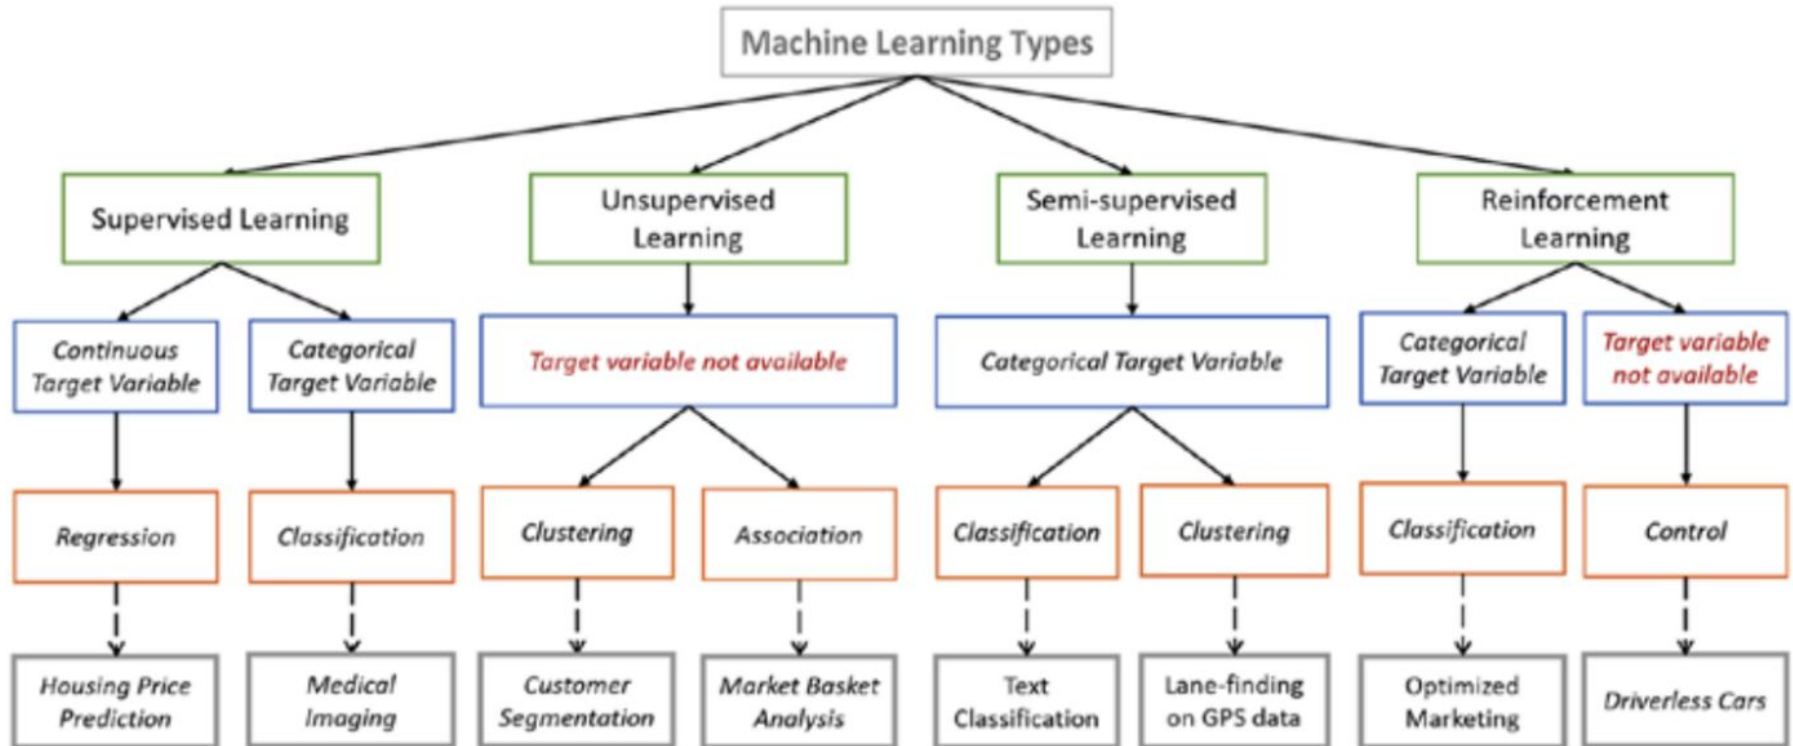 Machine Learning Types
Supervised Learning
Unsupervised
Learning
Semi-supervised
Learning
Reinforcement
Learning
Continuous
Target Variable
Categorical
Target Variable
Target variable not available
Categorical Target Variable
Categorical
Target Variable
Target variable
not available
Regression
Classification
Clustering
Association
Classification
Clustering
Classification
Control
Housing Price
Prediction
Medical
Imaging
Customer
Segmentation
Market Basket
Analysis
Text
Classification
Lane-finding
on GPS data
Optimized
Marketing
Driverless Cars